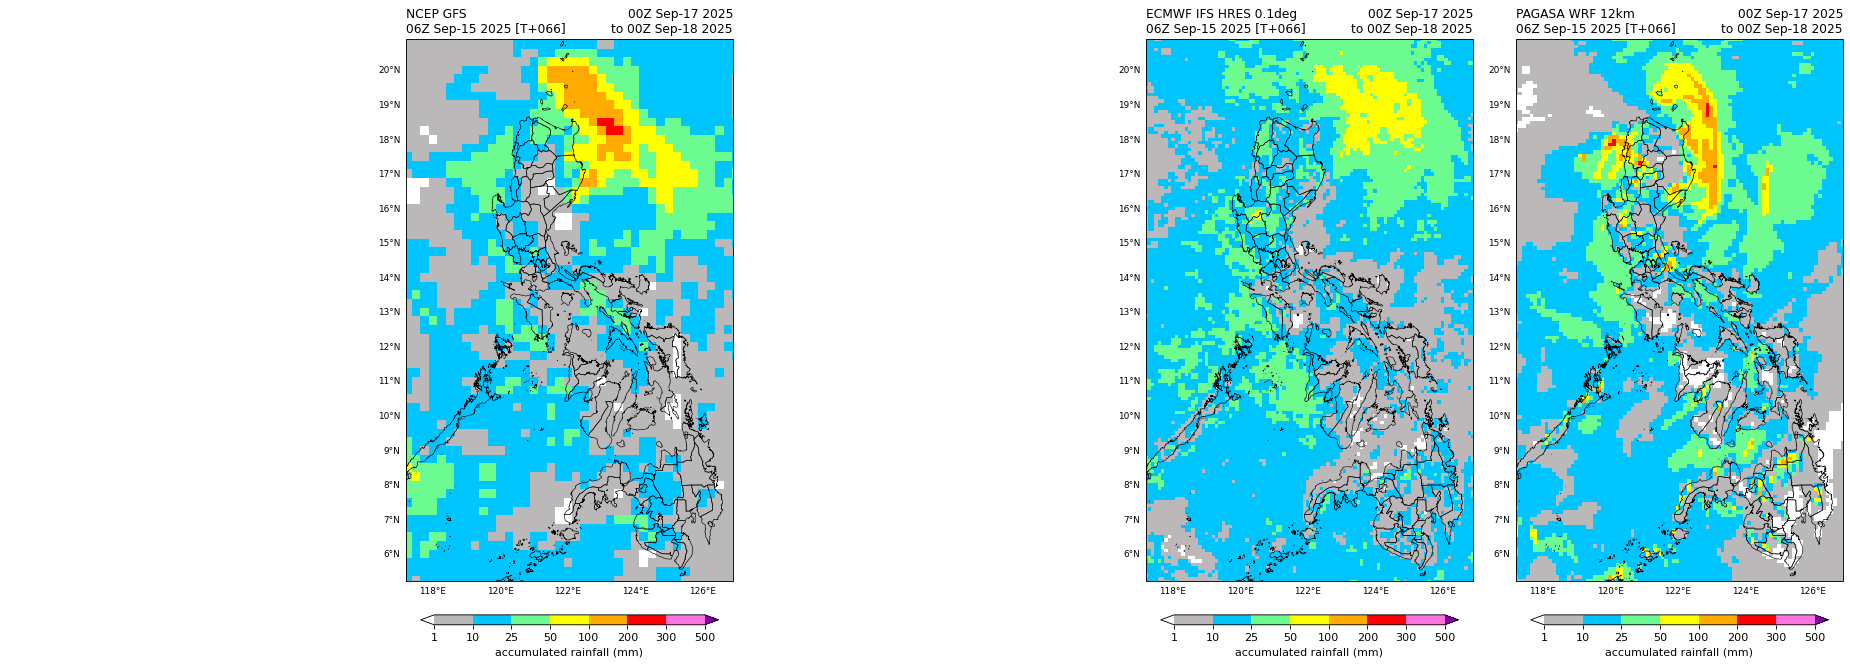 NCEP GFS 00Z Sep-17 2025
06Z Sep-15 2025 [T+066] to 00Z Sep-18 2025
20°N
19°N
18°N
17°N
16°N
15°N
14°N
13°N
12°N
11°N
10°N
9°N
8°N
7°N
6°N
118°E 120°E 122°E 124°E 126°E
1 10 25 50 100 200 300 500
accumulated rainfall (mm)
ECMWF IFS HRES 0.1deg 00Z Sep-17 2025
06Z Sep-15 2025 [T+066] to 00Z Sep-18 2025
20°N
19°N
18°N
17°N
16°N
15°N
14°N
13°N
12°N
11°N
10°N
9°N
8°N
7°N
6°N
118°E 120°E 122°E 124°E 126°E
1 10 25 50 100 200 300 500
accumulated rainfall (mm)
PAGASA WRF 12km 00Z Sep-17 2025
06Z Sep-15 2025 [T+066] to 00Z Sep-18 2025
20°N
19°N
18°N
17°N
16°N
15°N
14°N
13°N
12°N
11°N
10°N
9°N
8°N
7°N
6°N
118°E 120°E 122°E 124°E 126°E
1 10 25 50 100 200 300 500
accumulated rainfall (mm)